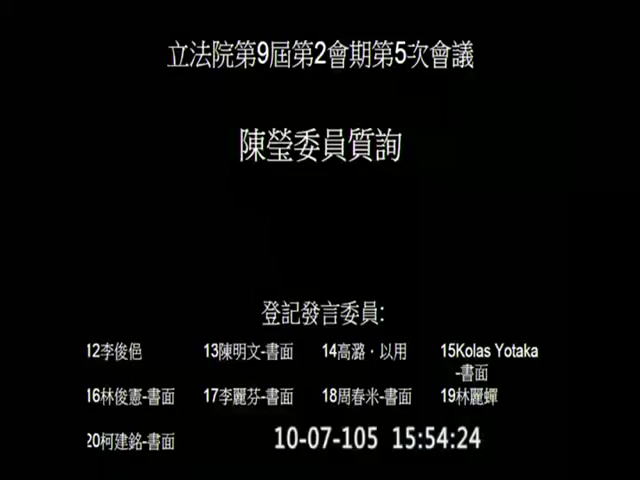 立法院第9屆第2會期第5次會議
陳瑩委員質詢
登記發言委員:
12李俊俋 13陳明文-書面 14高潞．以用 15Kolas Yotaka
-書面
16林俊憲-書面 17李麗芬-書面 18周春米-書面 19林麗蟬
20柯建銘-書面 10-07-105 15:54:24